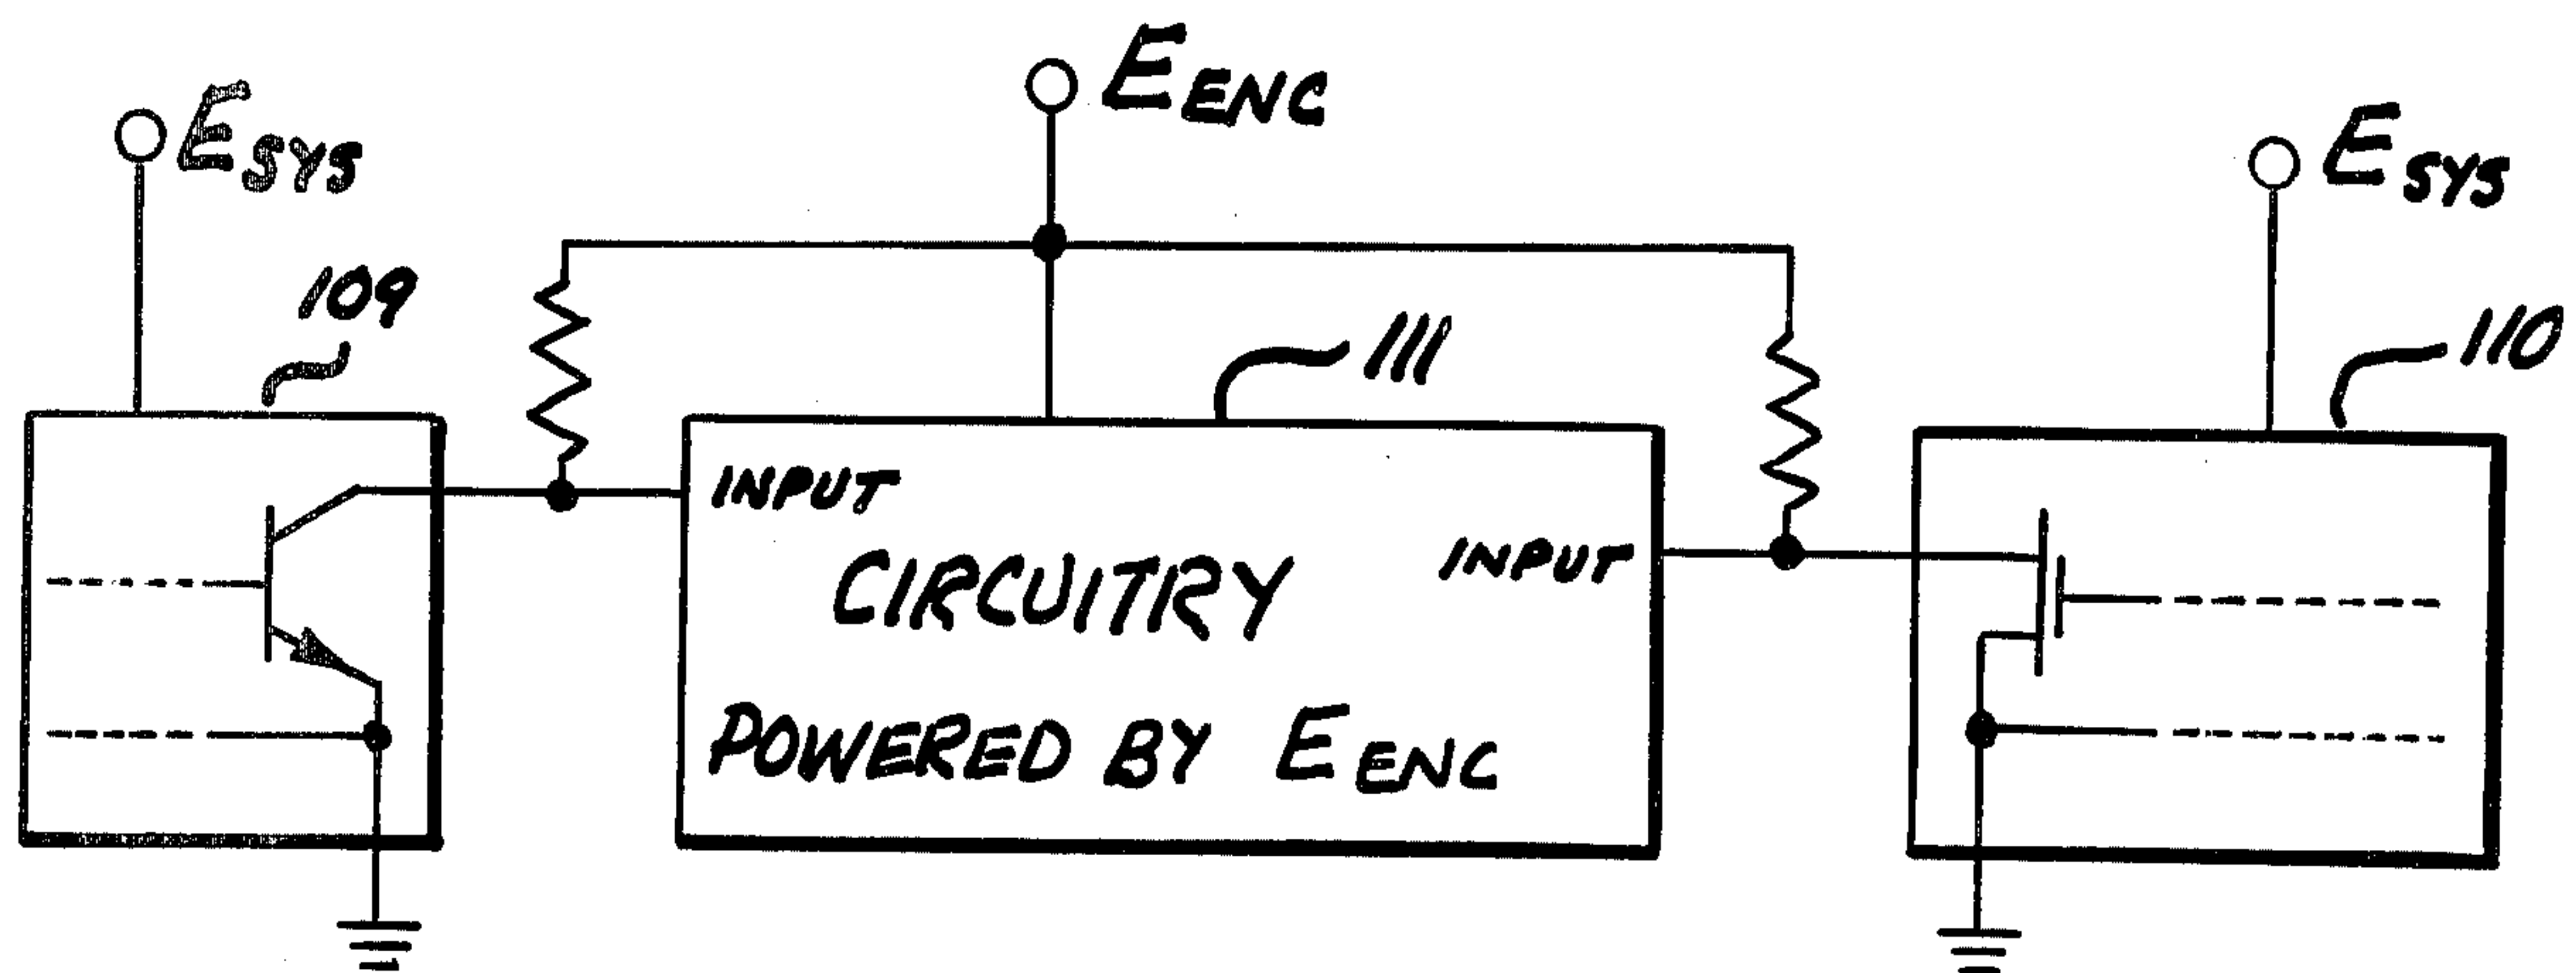 E ENC
E SYS
E SYS
109
111
110
INPUT
INPUT
CIRCUITRY
POWERED BY E ENC